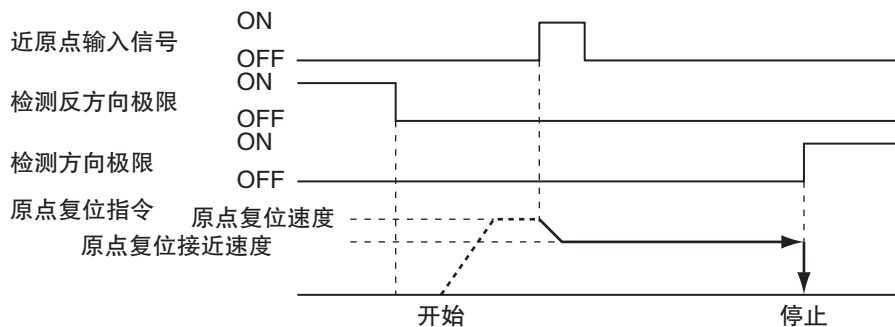 ON
近原点输入信号
OFF
ON
检测反方向极限
OFF
ON
检测方向极限
OFF
原点复位指令
原点复位速度
原点复位接近速度
开始
停止